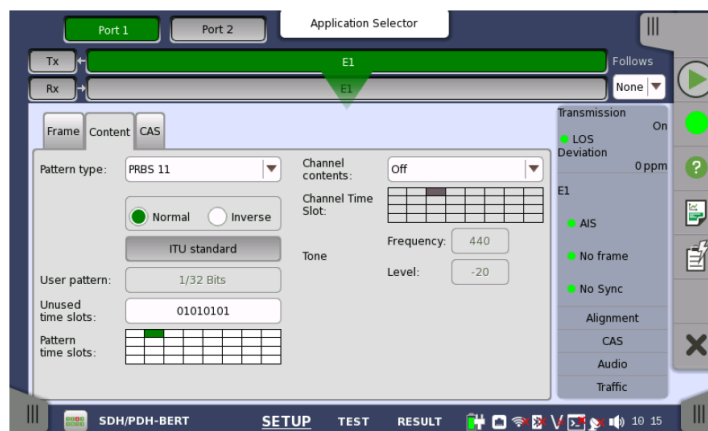 Port 1
Port 2
Application Selector
Tx
E1
Follows
Rx
E1
None
Frame
Content
CAS
Pattern type:
PRBS 11
Normal
Inverse
ITU standard
User pattern:
1/32 Bits
Unused
time slots:
01010101
Pattern
time slots:
Channel
contents:
Off
Channel Time
Slot:
Tone
Frequency:
440
Level:
-20
Transmission
On
LOS
Deviation
0 ppm
E1
AIS
No frame
No Sync
Alignment
CAS
Audio
Traffic
SDH/PDH-BERT
SETUP
TEST
RESULT
10 15